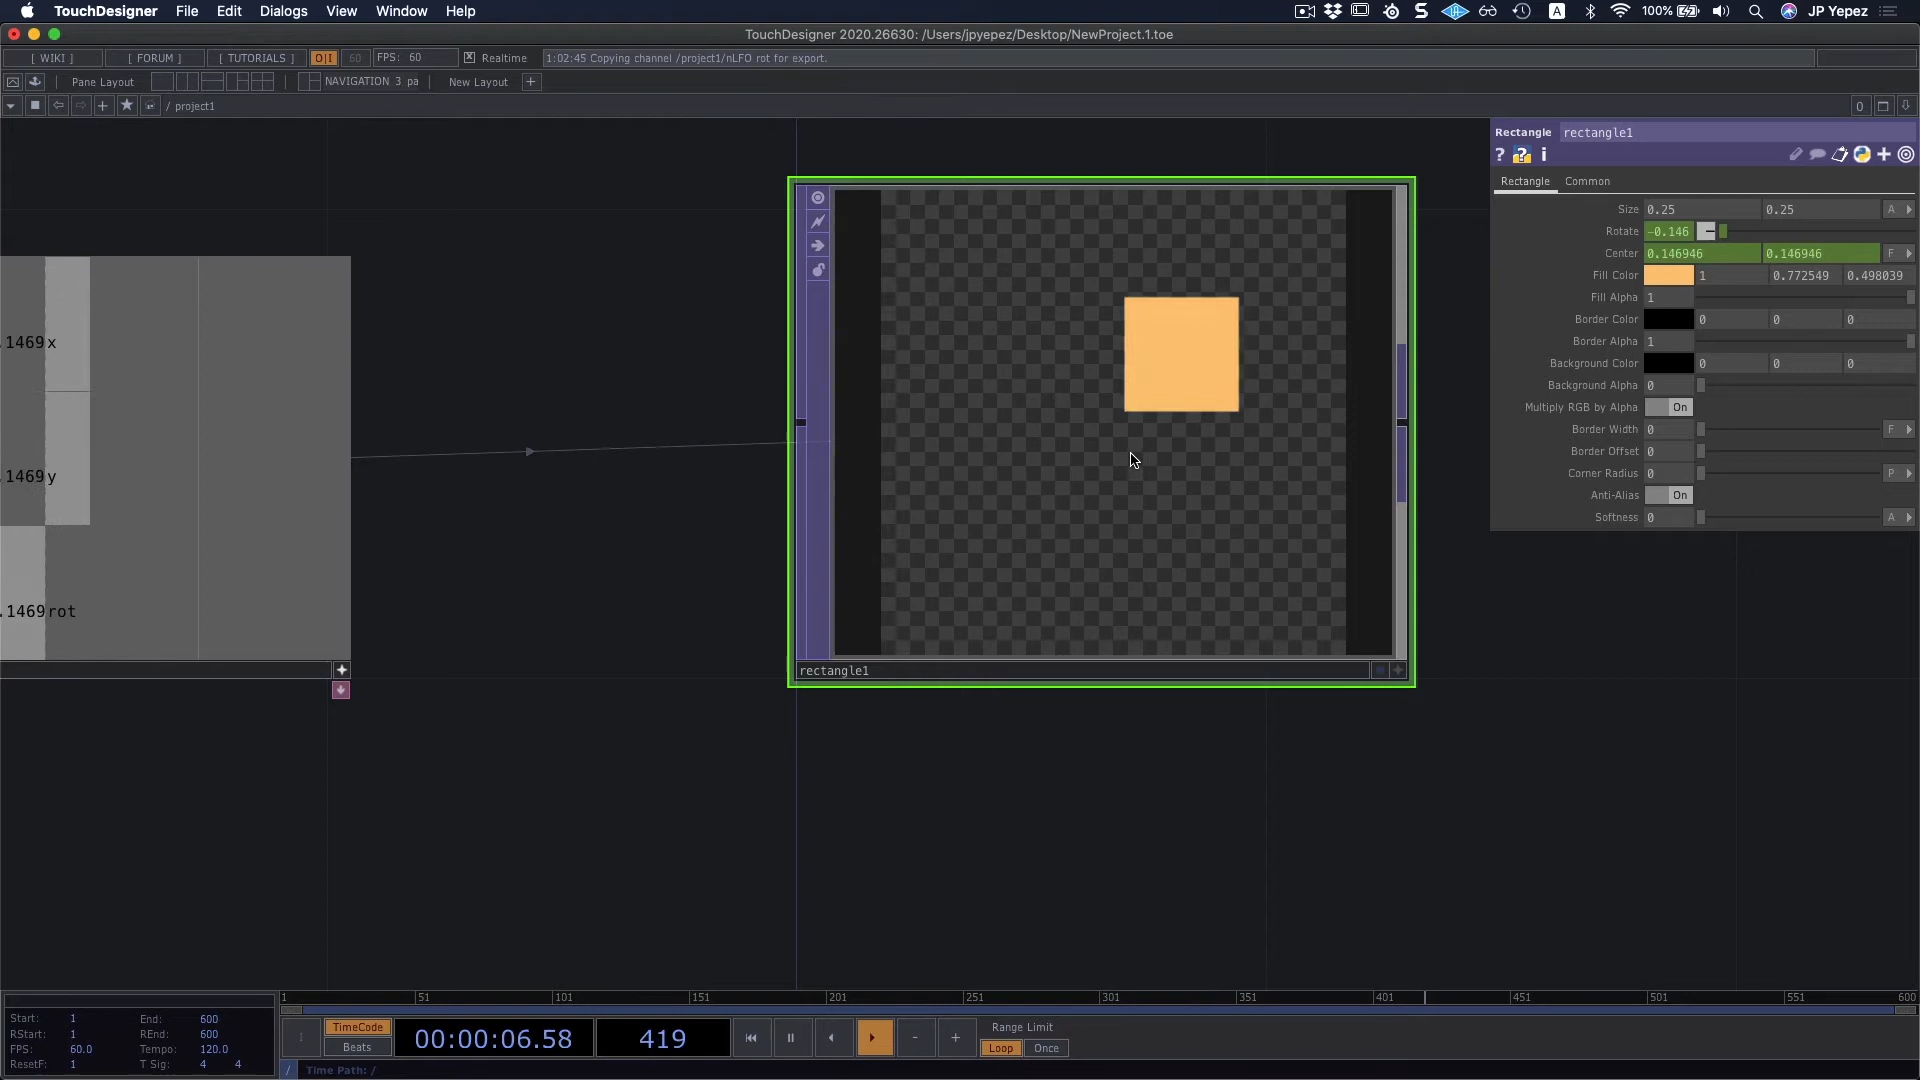 TouchDesigner File Edit Dialogs View Window Help 100% JP Yepez
TouchDesigner 2020.26630: /Users/jpyepez/Desktop/NewProject.1.toe
[ WIKI ] [ FORUM ] [ TUTORIALS ] O|I 60 FPS: 60 Realtime 1:02:45 Copying channel /project1/nLFO rot for export.
Pane Layout NAVIGATION 3 pa New Layout +
/ project1 0
Rectangle rectangle1
? ? i
Rectangle Common
Size 0.25 0.25 A
Rotate -0.146
Center 0.146946 0.146946 F
Fill Color 1 0.772549 0.498039
Fill Alpha 1
Border Color 0 0 0
Border Alpha 1
Background Color 0 0 0
Background Alpha 0
Multiply RGB by Alpha On
Border Width 0 F
Border Offset 0
Corner Radius 0 P
Anti-Alias On
Softness 0 A
.1469 x
.1469 y
.1469 rot
rectangle1
1 51 101 151 201 251 301 351 401 451 501 551 600
Start: 1 End: 600
RStart: 1 REnd: 600
FPS: 60.0 Tempo: 120.0
ResetF: 1 T Sig: 4 4
TimeCode
Beats
00:00:06.58 419
- +
Range Limit
Loop Once
/ Time Path: /